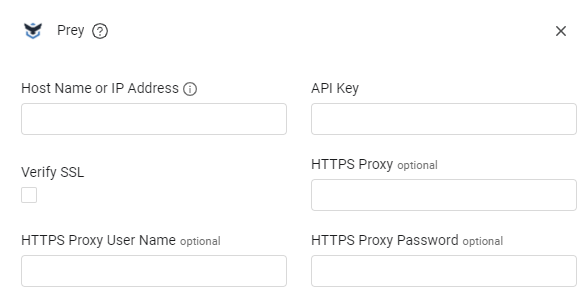 Prey
Host Name or IP Address
API Key
Verify SSL
HTTPS Proxy optional
HTTPS Proxy User Name optional
HTTPS Proxy Password optional